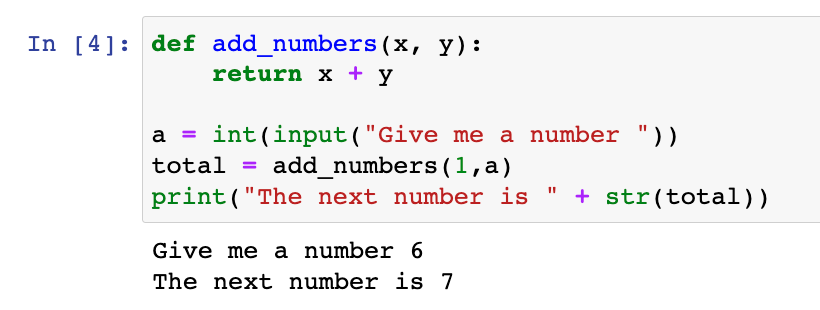 In [4]: def add_numbers(x, y):
    return x + y

a = int(input("Give me a number "))
total = add_numbers(1,a)
print("The next number is " + str(total))
Give me a number 6
The next number is 7